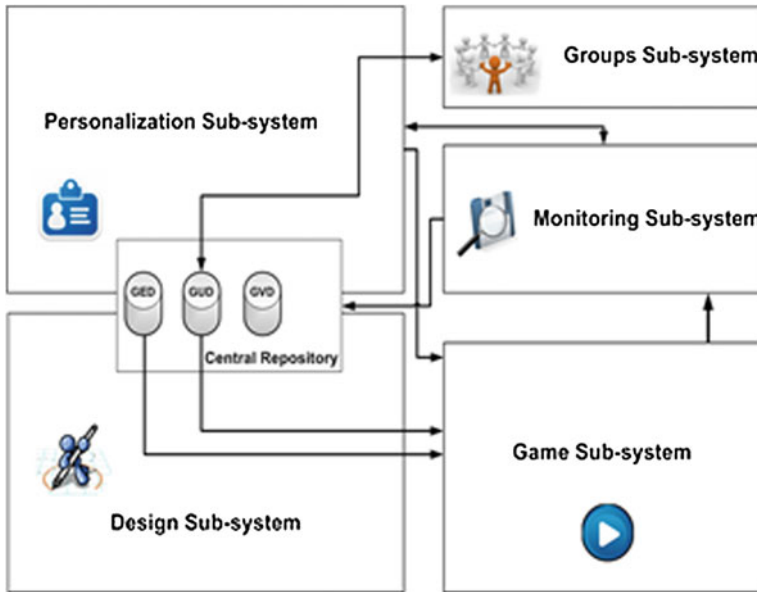 Groups Sub-system
Personalization Sub-system
Monitoring Sub-system
GED GUD GVD
Central Repository
Game Sub-system
Design Sub-system